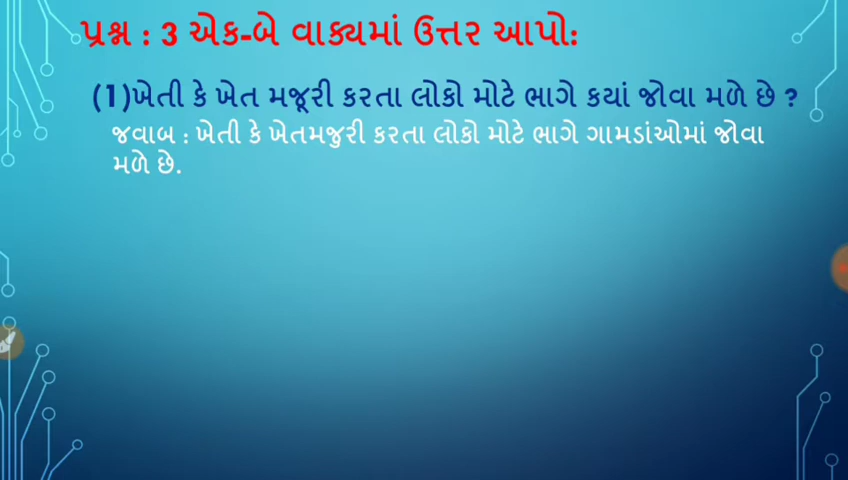 પ્રશ્ન : 3 એક-બે વાક્યમાં ઉત્તર આપો:
(1)ખેતી કે ખેત મજૂરી કરતા લોકો મોટે ભાગે કયાં જોવા મળે છે ?
જવાબ : ખેતી કે ખેતમજુરી કરતા લોકો મોટે ભાગે ગામડાંઓમાં જોવા
મળે છે.